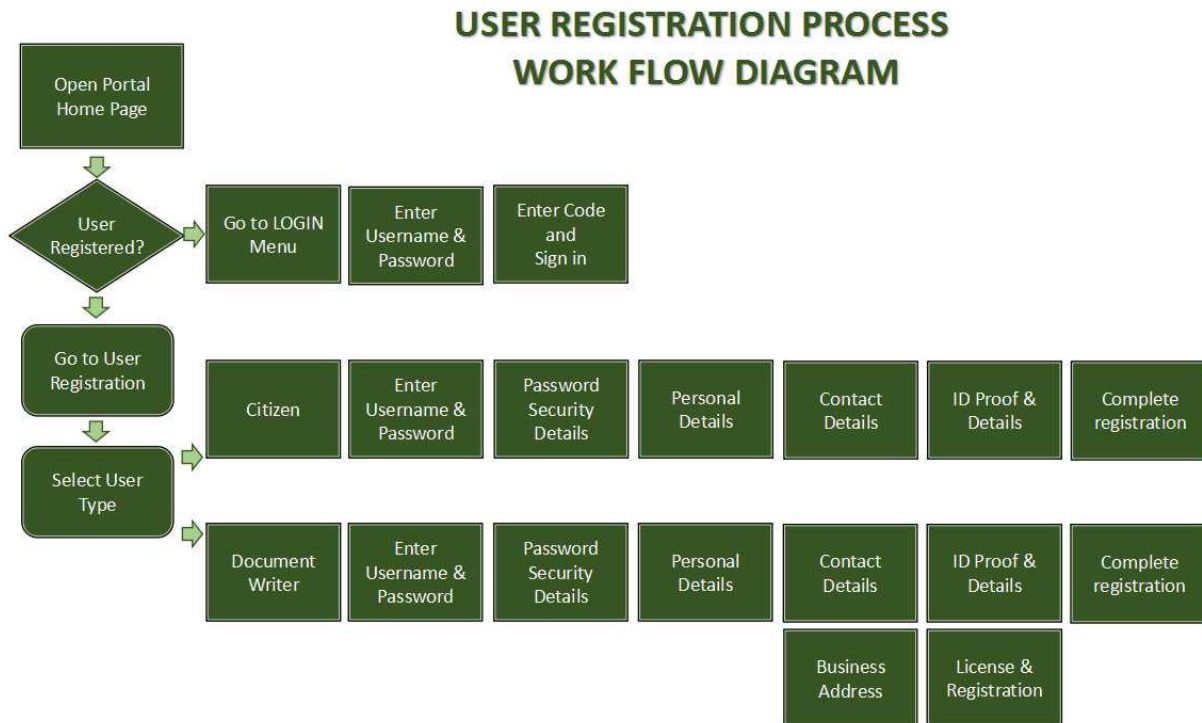 USER REGISTRATION PROCESS
WORK FLOW DIAGRAM
Open Portal
Home Page
User
Registered?
Go to LOGIN
Menu
Enter
Username &
Password
Enter Code
and
Sign in
Go to User
Registration
Select User
Type
Citizen
Enter
Username &
Password
Password
Security
Details
Personal
Details
Contact
Details
ID Proof &
Details
Complete
registration
Document
Writer
Enter
Username &
Password
Password
Security
Details
Personal
Details
Contact
Details
ID Proof &
Details
Complete
registration
Business
Address
License &
Registration